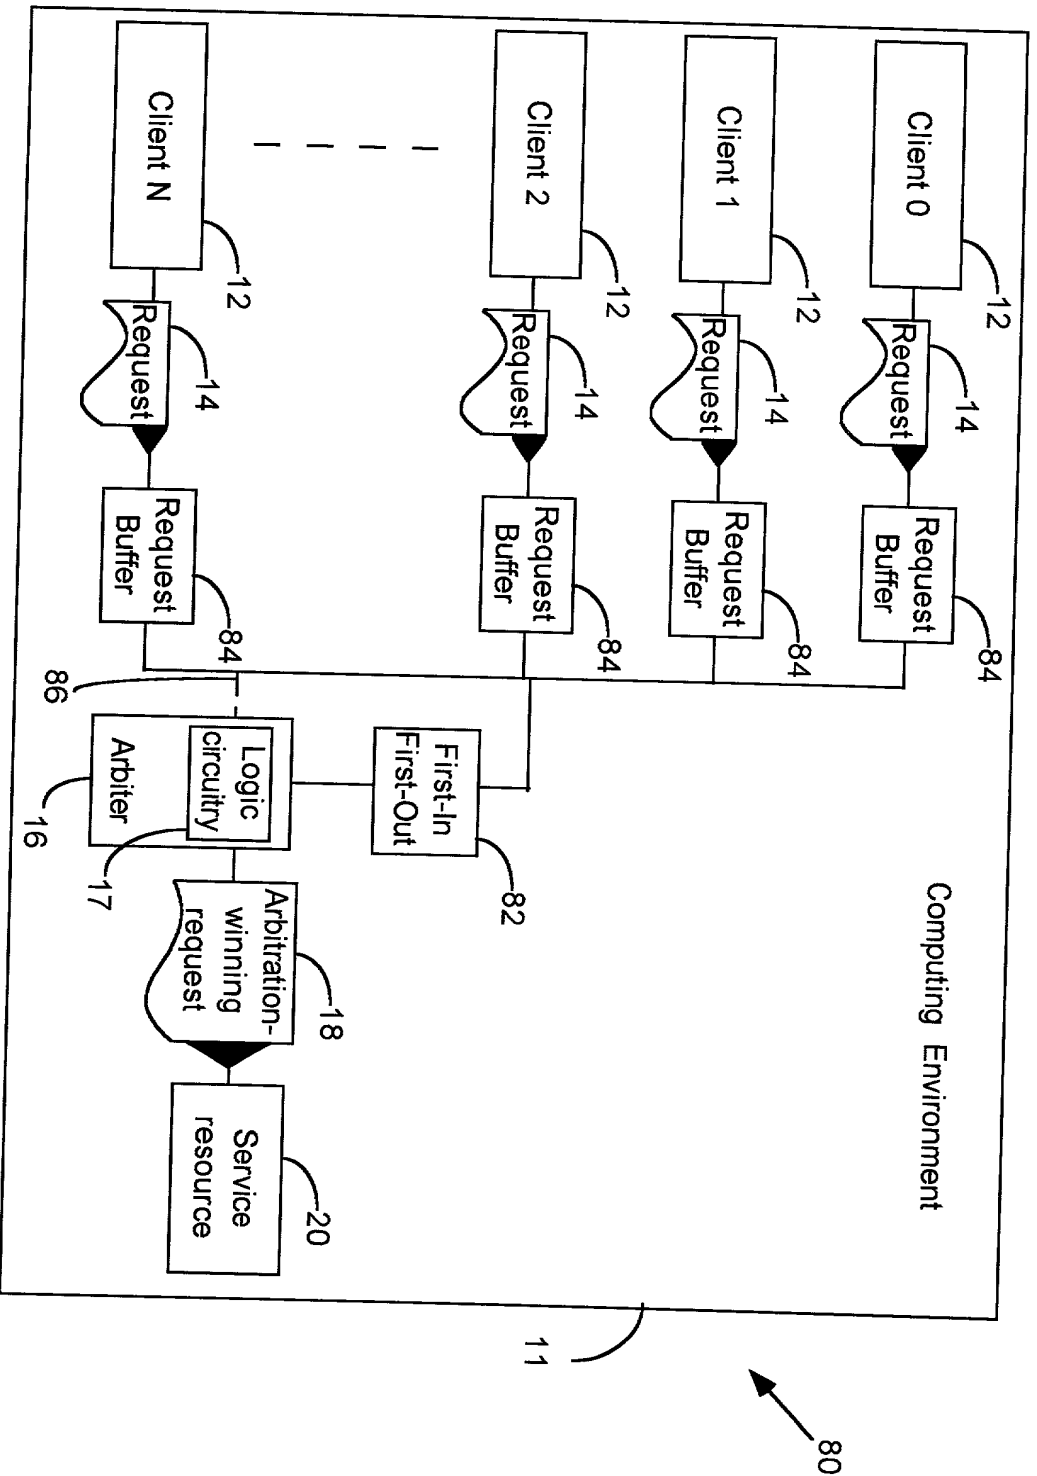 Computing Environment
Client 0
12
Request
14
Request
Buffer
84
Client 1
12
Request
14
Request
Buffer
84
Client 2
12
Request
14
Request
Buffer
84
Client N
12
Request
14
Request
Buffer
84
86
First-In
First-Out
82
Logic
circuitry
Arbiter
16
17
Arbitration-
winning
request
18
Service
resource
20
11
80